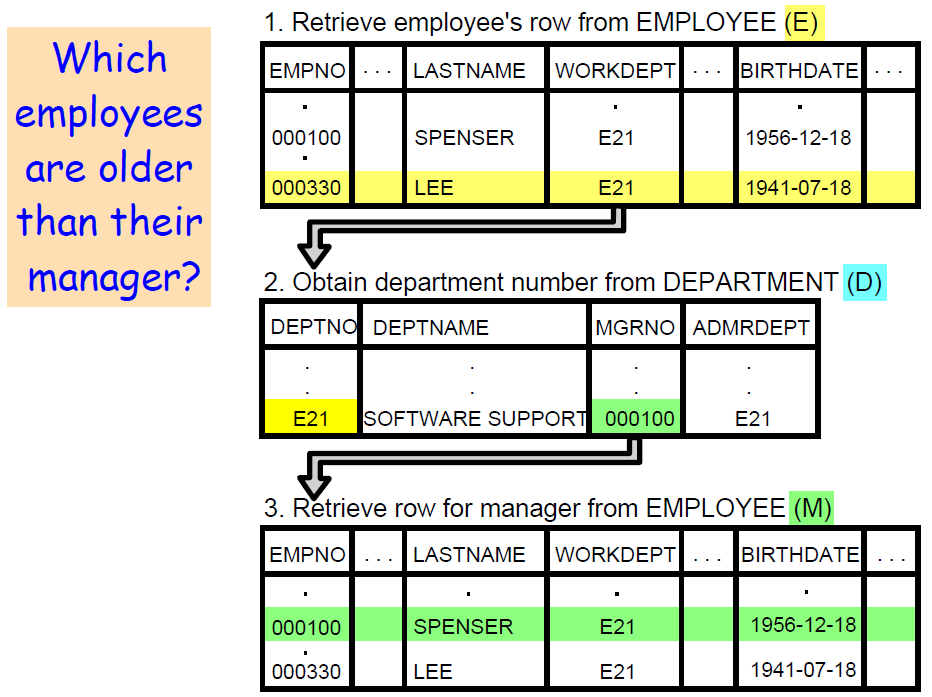 Which
employees
are older
than their
manager?
1. Retrieve employee's row from EMPLOYEE (E)
EMPNO ... LASTNAME WORKDEPT ... BIRTHDATE ...
. . .
000100 SPENSER E21 1956-12-18
.
000330 LEE E21 1941-07-18
2. Obtain department number from DEPARTMENT (D)
DEPTNO DEPTNAME MGRNO ADMRDEPT
. . . .
. . . .
E21 SOFTWARE SUPPORT 000100 E21
3. Retrieve row for manager from EMPLOYEE (M)
EMPNO ... LASTNAME WORKDEPT ... BIRTHDATE ...
. . . .
000100 SPENSER E21 1956-12-18
.
000330 LEE E21 1941-07-18